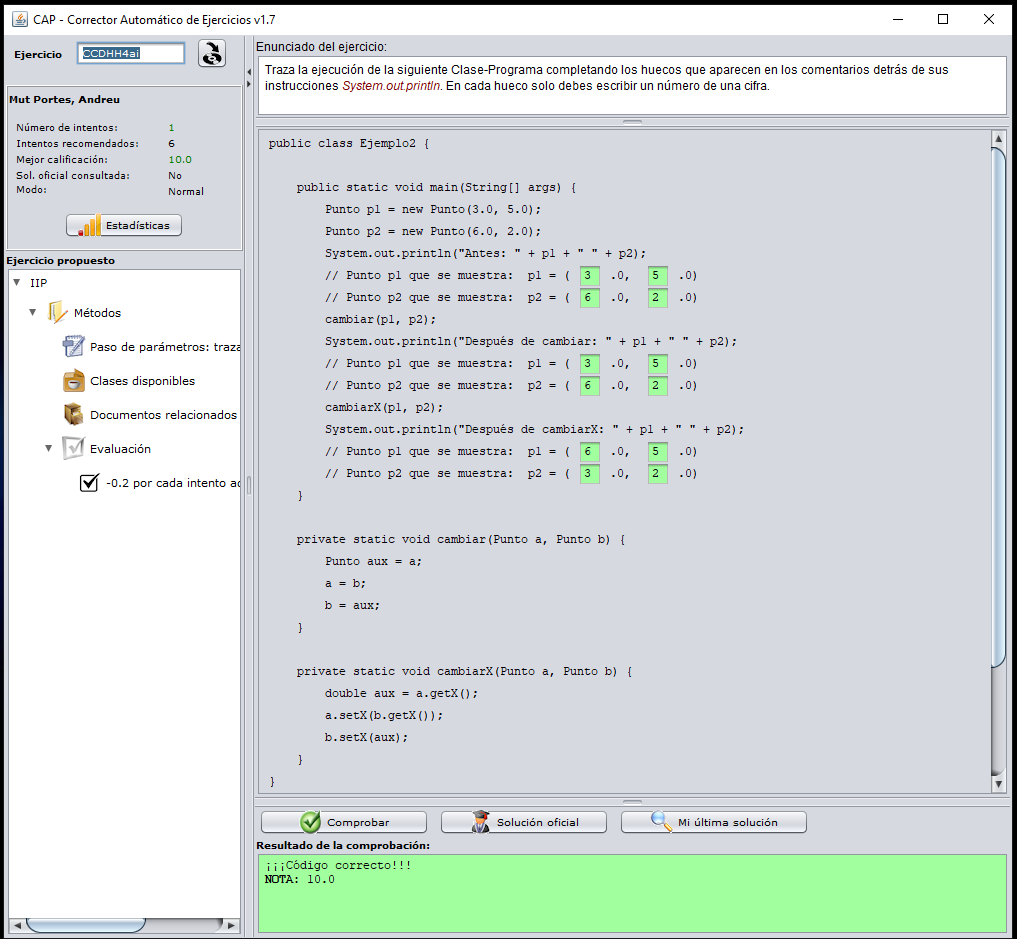 CAP - Corrector Automático de Ejercicios v1.7
Ejercicio CCDHH4ai
Mut Portes, Andreu
Número de intentos: 1
Intentos recomendados: 6
Mejor calificación: 10.0
Sol. oficial consultada: No
Modo: Normal
Estadísticas
Ejercicio propuesto
IIP
Métodos
Paso de parámetros: traza
Clases disponibles
Documentos relacionados
Evaluación
-0.2 por cada intento ad
Enunciado del ejercicio:
Traza la ejecución de la siguiente Clase-Programa completando los huecos que aparecen en los comentarios detrás de sus
instrucciones System.out.println. En cada hueco solo debes escribir un número de una cifra.
public class Ejemplo2 {
public static void main(String[] args) {
Punto p1 = new Punto(3.0, 5.0);
Punto p2 = new Punto(6.0, 2.0);
System.out.println("Antes: " + p1 + " " + p2);
// Punto p1 que se muestra: p1 = ( 3 .0, 5 .0)
// Punto p2 que se muestra: p2 = ( 6 .0, 2 .0)
cambiar(p1, p2);
System.out.println("Después de cambiar: " + p1 + " " + p2);
// Punto p1 que se muestra: p1 = ( 3 .0, 5 .0)
// Punto p2 que se muestra: p2 = ( 6 .0, 2 .0)
cambiarX(p1, p2);
System.out.println("Después de cambiarX: " + p1 + " " + p2);
// Punto p1 que se muestra: p1 = ( 6 .0, 5 .0)
// Punto p2 que se muestra: p2 = ( 3 .0, 2 .0)
}
private static void cambiar(Punto a, Punto b) {
Punto aux = a;
a = b;
b = aux;
}
private static void cambiarX(Punto a, Punto b) {
double aux = a.getX();
a.setX(b.getX());
b.setX(aux);
}
}
Comprobar
Solución oficial
Mi última solución
Resultado de la comprobación:
¡¡¡Código correcto!!!
NOTA: 10.0